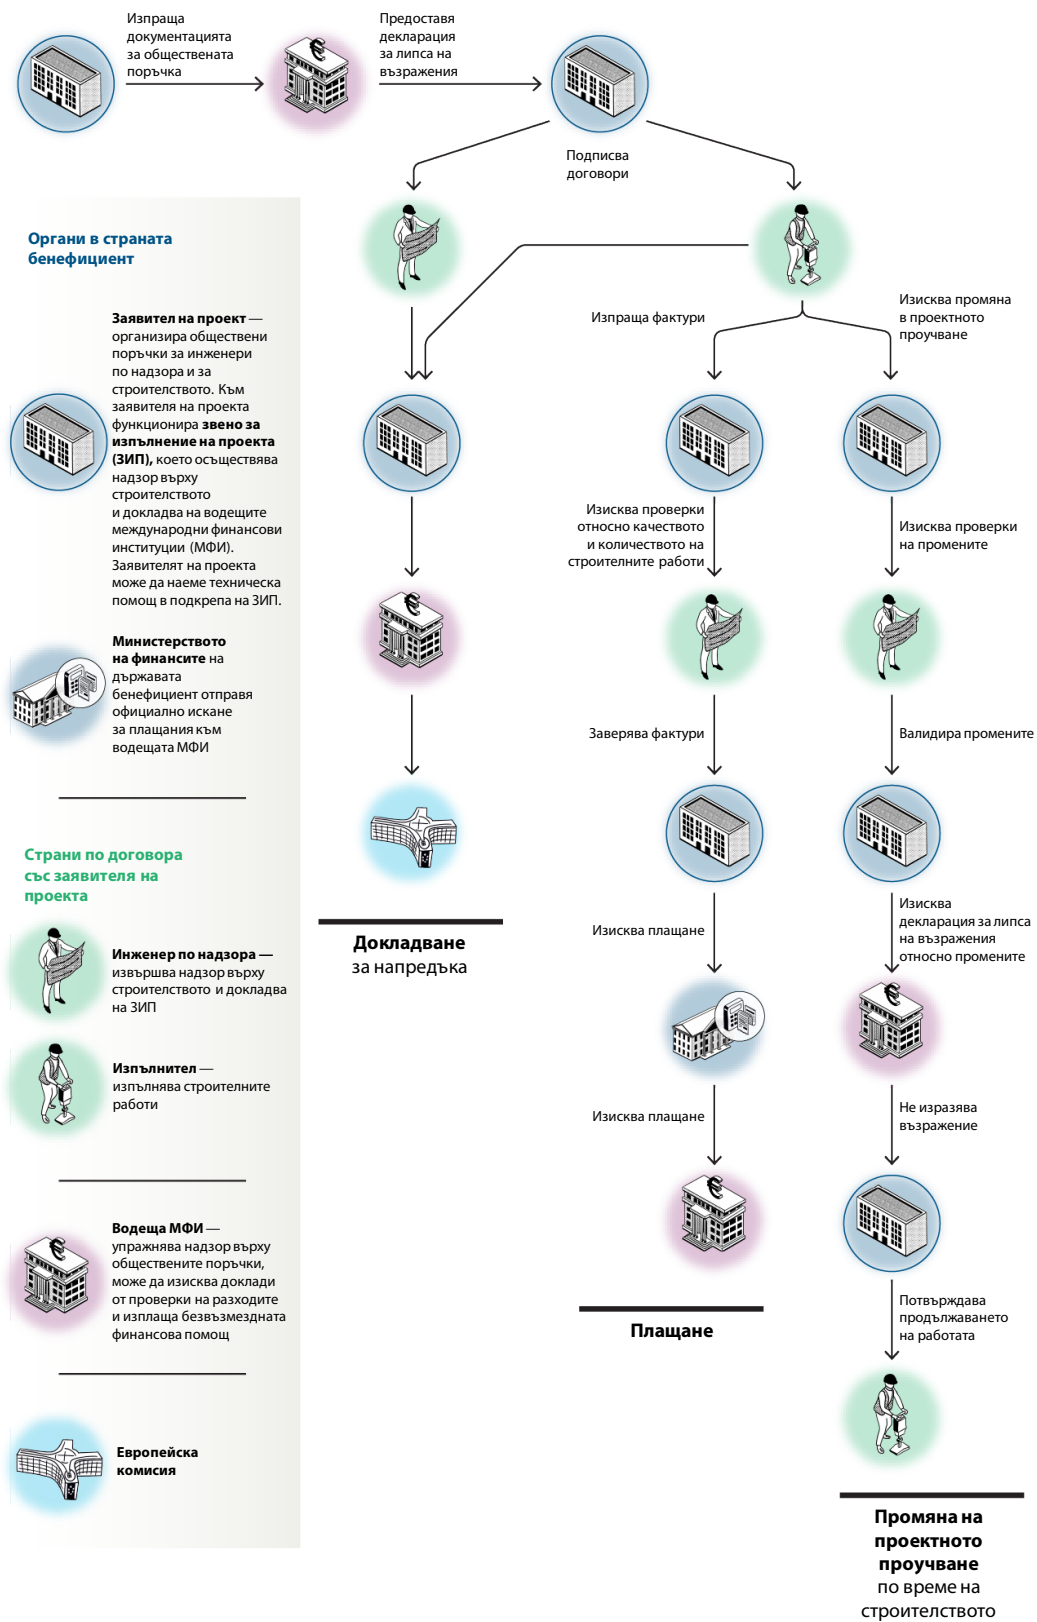 Изпраща
документацията
за обществената
поръчка
Предоставя
декларация
за липса на
възражения
Подписва
договори
Органи в страната
бенефициент
Заявител на проект —
организира обществени
поръчки за инженери
по надзора и за
строителството. Към
заявителя на проекта
функционира звено за
изпълнение на проекта
(ЗИП), което осъществява
надзор върху
строителството
и докладва на водещите
международни финансови
институции (МФИ).
Заявителят на проекта
може да наеме техническа
помощ в подкрепа на ЗИП.
Министерството
на финансите на
държавата
бенефициент отправя
официално искане
за плащания към
водещата МФИ
Страни по договора
със заявителя на
проекта
Инженер по надзора —
извършва надзор върху
строителството и докладва
на ЗИП
Изпълнител —
изпълнява строителните
работи
Водеща МФИ —
упражнява надзор върху
обществените поръчки,
може да изисква доклади
от проверки на разходите
и изплаща безвъзмездната
финансова помощ
Европейска
комисия
Докладване
за напредъка
Изпраща фактури
Изисква проверки
относно качеството
и количеството на
строителните работи
Заверява фактури
Изисква плащане
Изисква плащане
Плащане
Изисква промяна
в проектното
проучване
Изисква проверки
на промените
Валидира промените
Изисква
декларация за липса
на възражения
относно промените
Не изразява
възражение
Потвърждава
продължаването
на работата
Промяна на
проектното
проучване
по време на
строителството